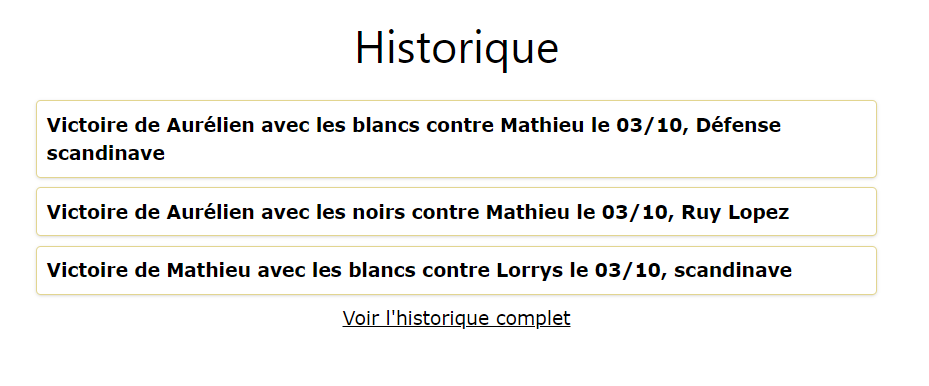 Historique
Victoire de Aurélien avec les blancs contre Mathieu le 03/10, Défense
scandinave
Victoire de Aurélien avec les noirs contre Mathieu le 03/10, Ruy Lopez
Victoire de Mathieu avec les blancs contre Lorrys le 03/10, scandinave
Voir l'historique complet